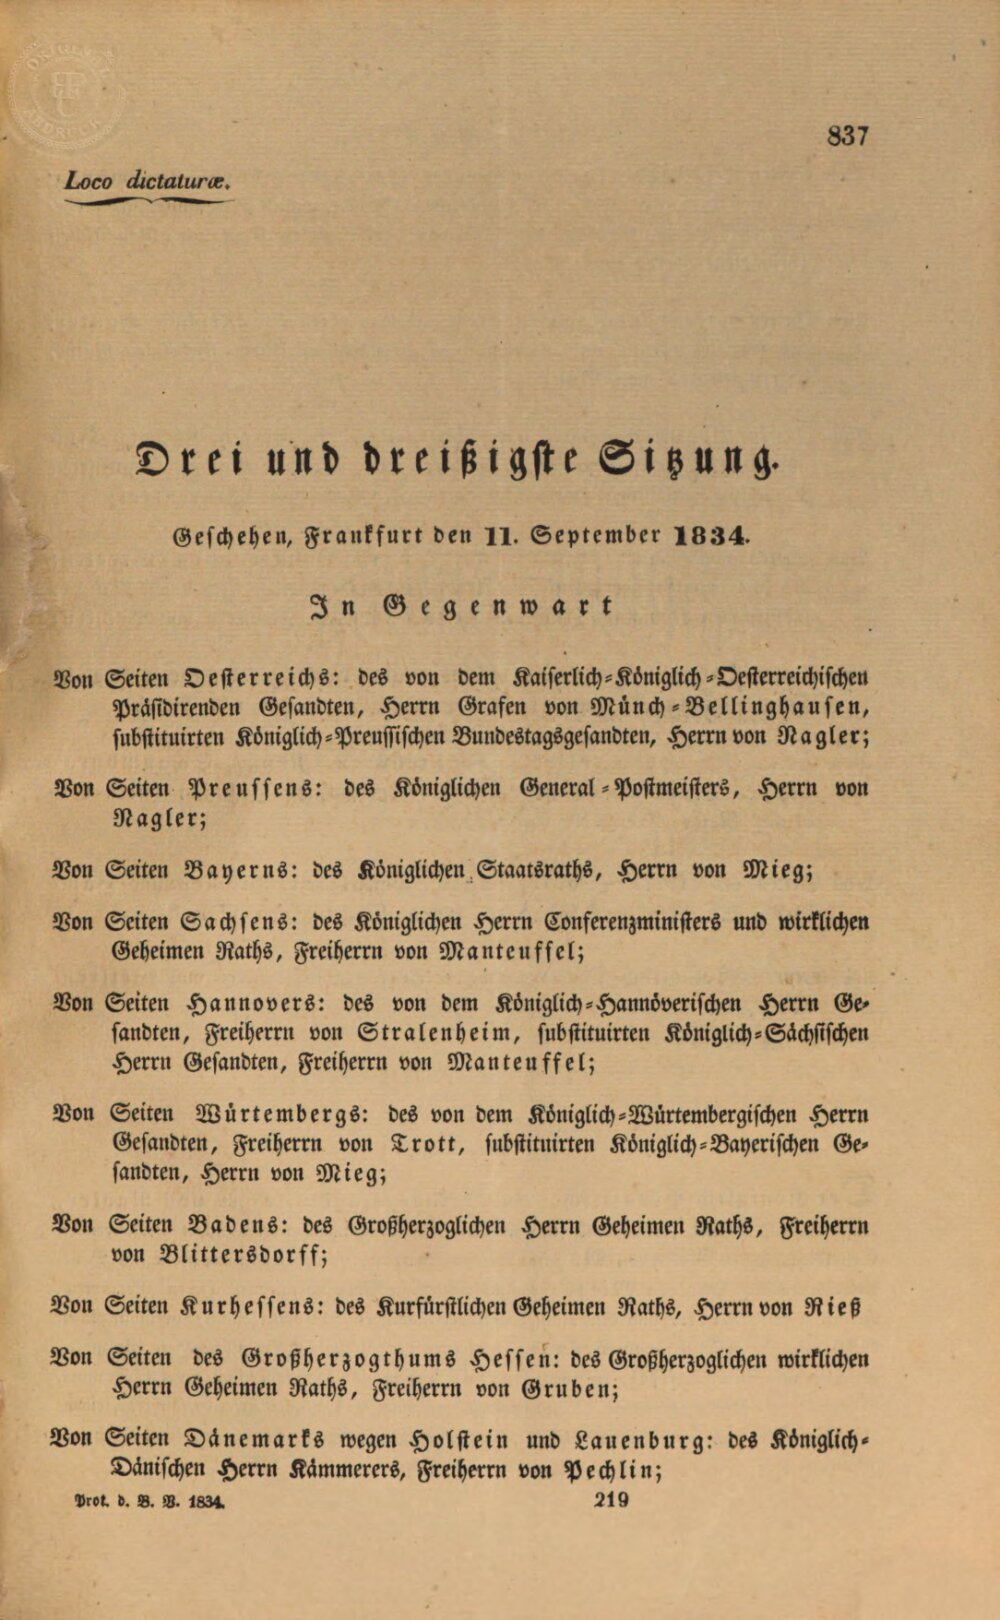 837
Loco dictaturæ.
Drei und dreißigste Sitzung.
Geschehen, Frankfurt den 11. September 1834.
In Gegenwart
Von Seiten Oesterreichs: des von dem Kaiserlich-Königlich-Oesterreichischen
Präsidirenden Gesandten, Herrn Grafen von Münch-Bellinghausen,
substituirten Königlich-Preussischen Bundestagsgesandten, Herrn von Nagler;
Von Seiten Preussens: des Königlichen General-Postmeisters, Herrn von
Nagler;
Von Seiten Bayerns: des Königlichen Staatsraths, Herrn von Mieg;
Von Seiten Sachsens: des Königlichen Herrn Conferenzministers und wirklichen
Geheimen Raths, Freiherrn von Manteuffel;
Von Seiten Hannovers: des von dem Königlich-Hannöverischen Herrn Ge-
sandten, Freiherrn von Stralenheim, substituirten Königlich-Sächsischen
Herrn Gesandten, Freiherrn von Manteuffel;
Von Seiten Würtembergs: des von dem Königlich-Würtembergischen Herrn
Gesandten, Freiherrn von Trott, substituirten Königlich-Bayerischen Ge-
sandten, Herrn von Mieg;
Von Seiten Badens: des Großherzoglichen Herrn Geheimen Raths, Freiherrn
von Blittersdorff;
Von Seiten Kurhessens: des Kurfürstlichen Geheimen Raths, Herrn von Rieß
Von Seiten des Großherzogthums Hessen: des Großherzoglichen wirklichen
Herrn Geheimen Raths, Freiherrn von Gruben;
Von Seiten Dänemarks wegen Holstein und Lauenburg: des Königlich-
Dänischen Herrn Kämmerers, Freiherrn von Pechlin;
Prot. d. B. V. 1834.
219